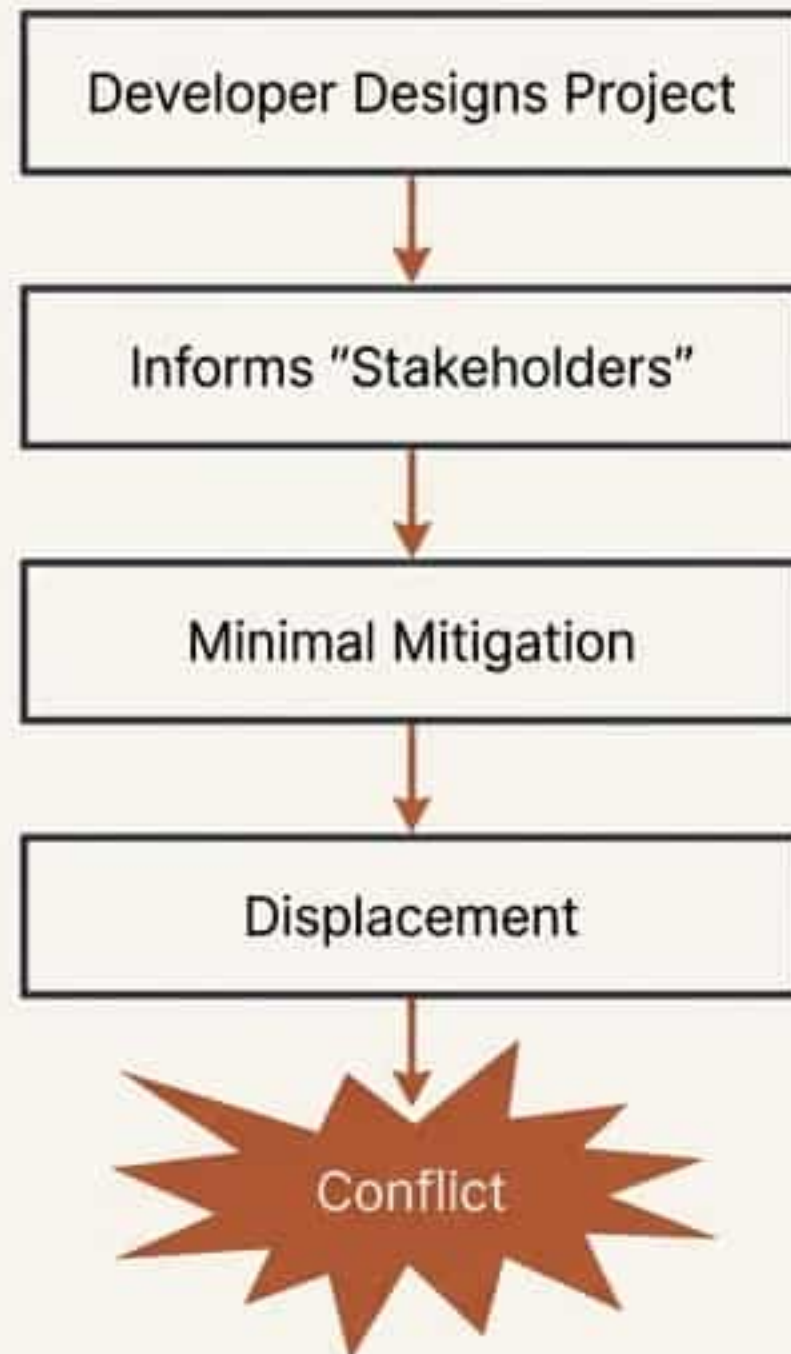 Developer Designs Project
Informs “Stakeholders”
Minimal Mitigation
Displacement
Conflict